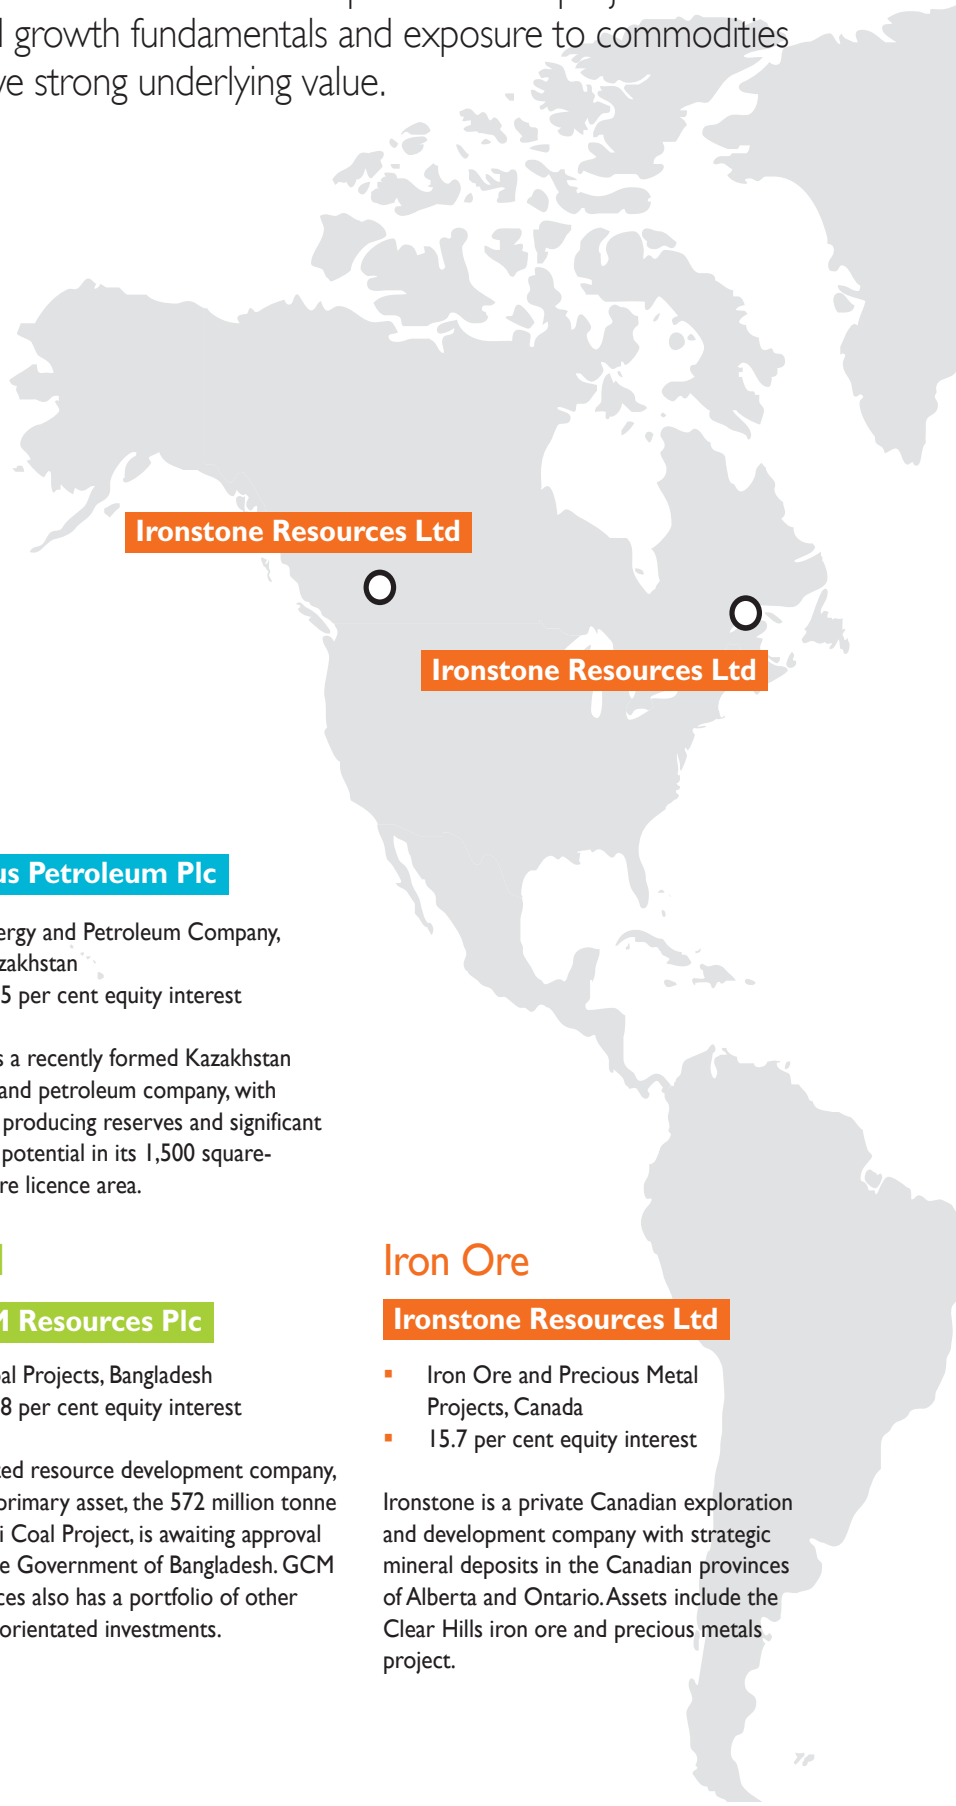 growth fundamentals and exposure to commodities
strong underlying value.
Ironstone Resources Ltd
Ironstone Resources Ltd
us Petroleum Plc
ergy and Petroleum Company,
zakhstan
5 per cent equity interest
s a recently formed Kazakhstan
and petroleum company, with
producing reserves and significant
potential in its 1,500 square-
re licence area.
M Resources Plc
al Projects, Bangladesh
8 per cent equity interest
ted resource development company,
primary asset, the 572 million tonne
i Coal Project, is awaiting approval
e Government of Bangladesh. GCM
ces also has a portfolio of other
orientated investments.
Iron Ore
Ironstone Resources Ltd
▪ Iron Ore and Precious Metal
Projects, Canada
▪ 15.7 per cent equity interest
Ironstone is a private Canadian exploration
and development company with strategic
mineral deposits in the Canadian provinces
of Alberta and Ontario. Assets include the
Clear Hills iron ore and precious metals
project.